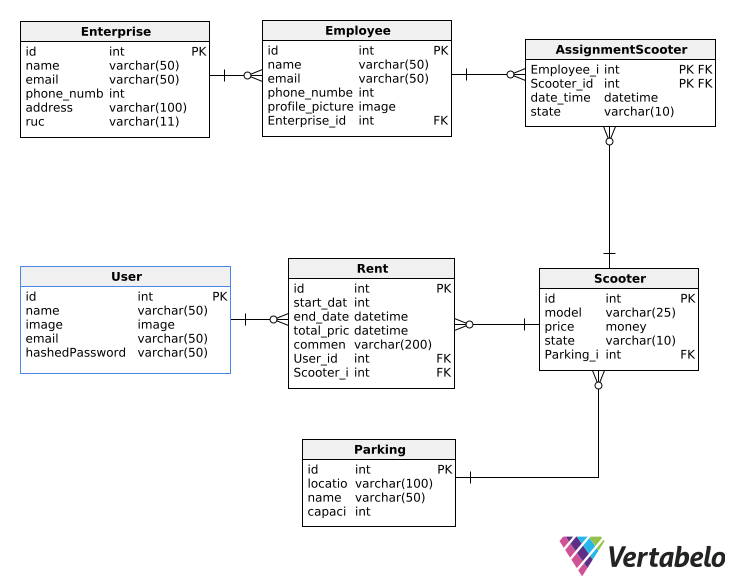 Enterprise
id int PK
name varchar(50)
email varchar(50)
phone_numb int
address varchar(100)
ruc varchar(11)
Employee
id int PK
name varchar(50)
email varchar(50)
phone_numbe int
profile_picture image
Enterprise_id int FK
AssignmentScooter
Employee_i int PK FK
Scooter_id int PK FK
date_time datetime
state varchar(10)
User
id int PK
name varchar(50)
image image
email varchar(50)
hashedPassword varchar(50)
Rent
id int PK
start_dat int
end_date datetime
total_pric datetime
commen varchar(200)
User_id int FK
Scooter_i int FK
Scooter
id int PK
model varchar(25)
price money
state varchar(10)
Parking_i int FK
Parking
id int PK
locatio varchar(100)
name varchar(50)
capaci int
Vertabelo